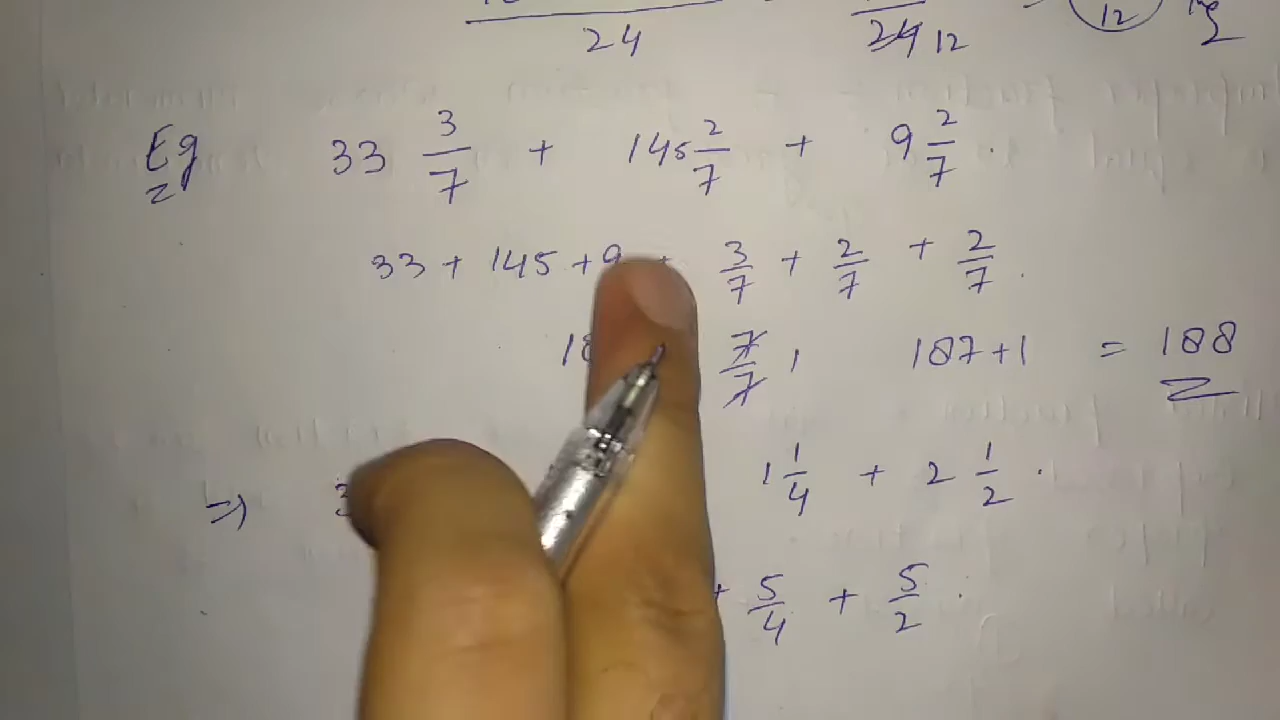 24 24 12 12
Eg 33 3/7 + 145 2/7 + 9 2/7 .
33 + 145 + 9 + 3/7 + 2/7 + 2/7 .
7/7 1 187+1 = 188
⇒ 1 1/4 + 2 1/2 .
+ 5/4 + 5/2 .